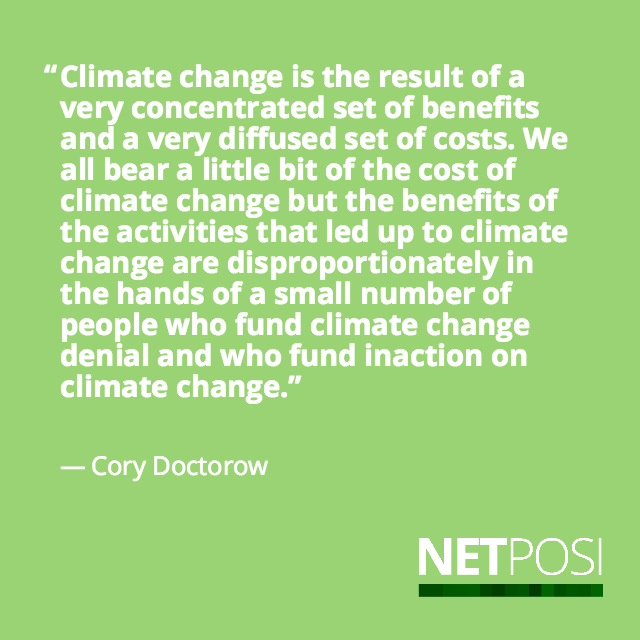 “Climate change is the result of a
very concentrated set of benefits
and a very diffused set of costs. We
all bear a little bit of the cost of
climate change but the benefits of
the activities that led up to climate
change are disproportionately in
the hands of a small number of
people who fund climate change
denial and who fund inaction on
climate change.”
— Cory Doctorow
NETPOSI